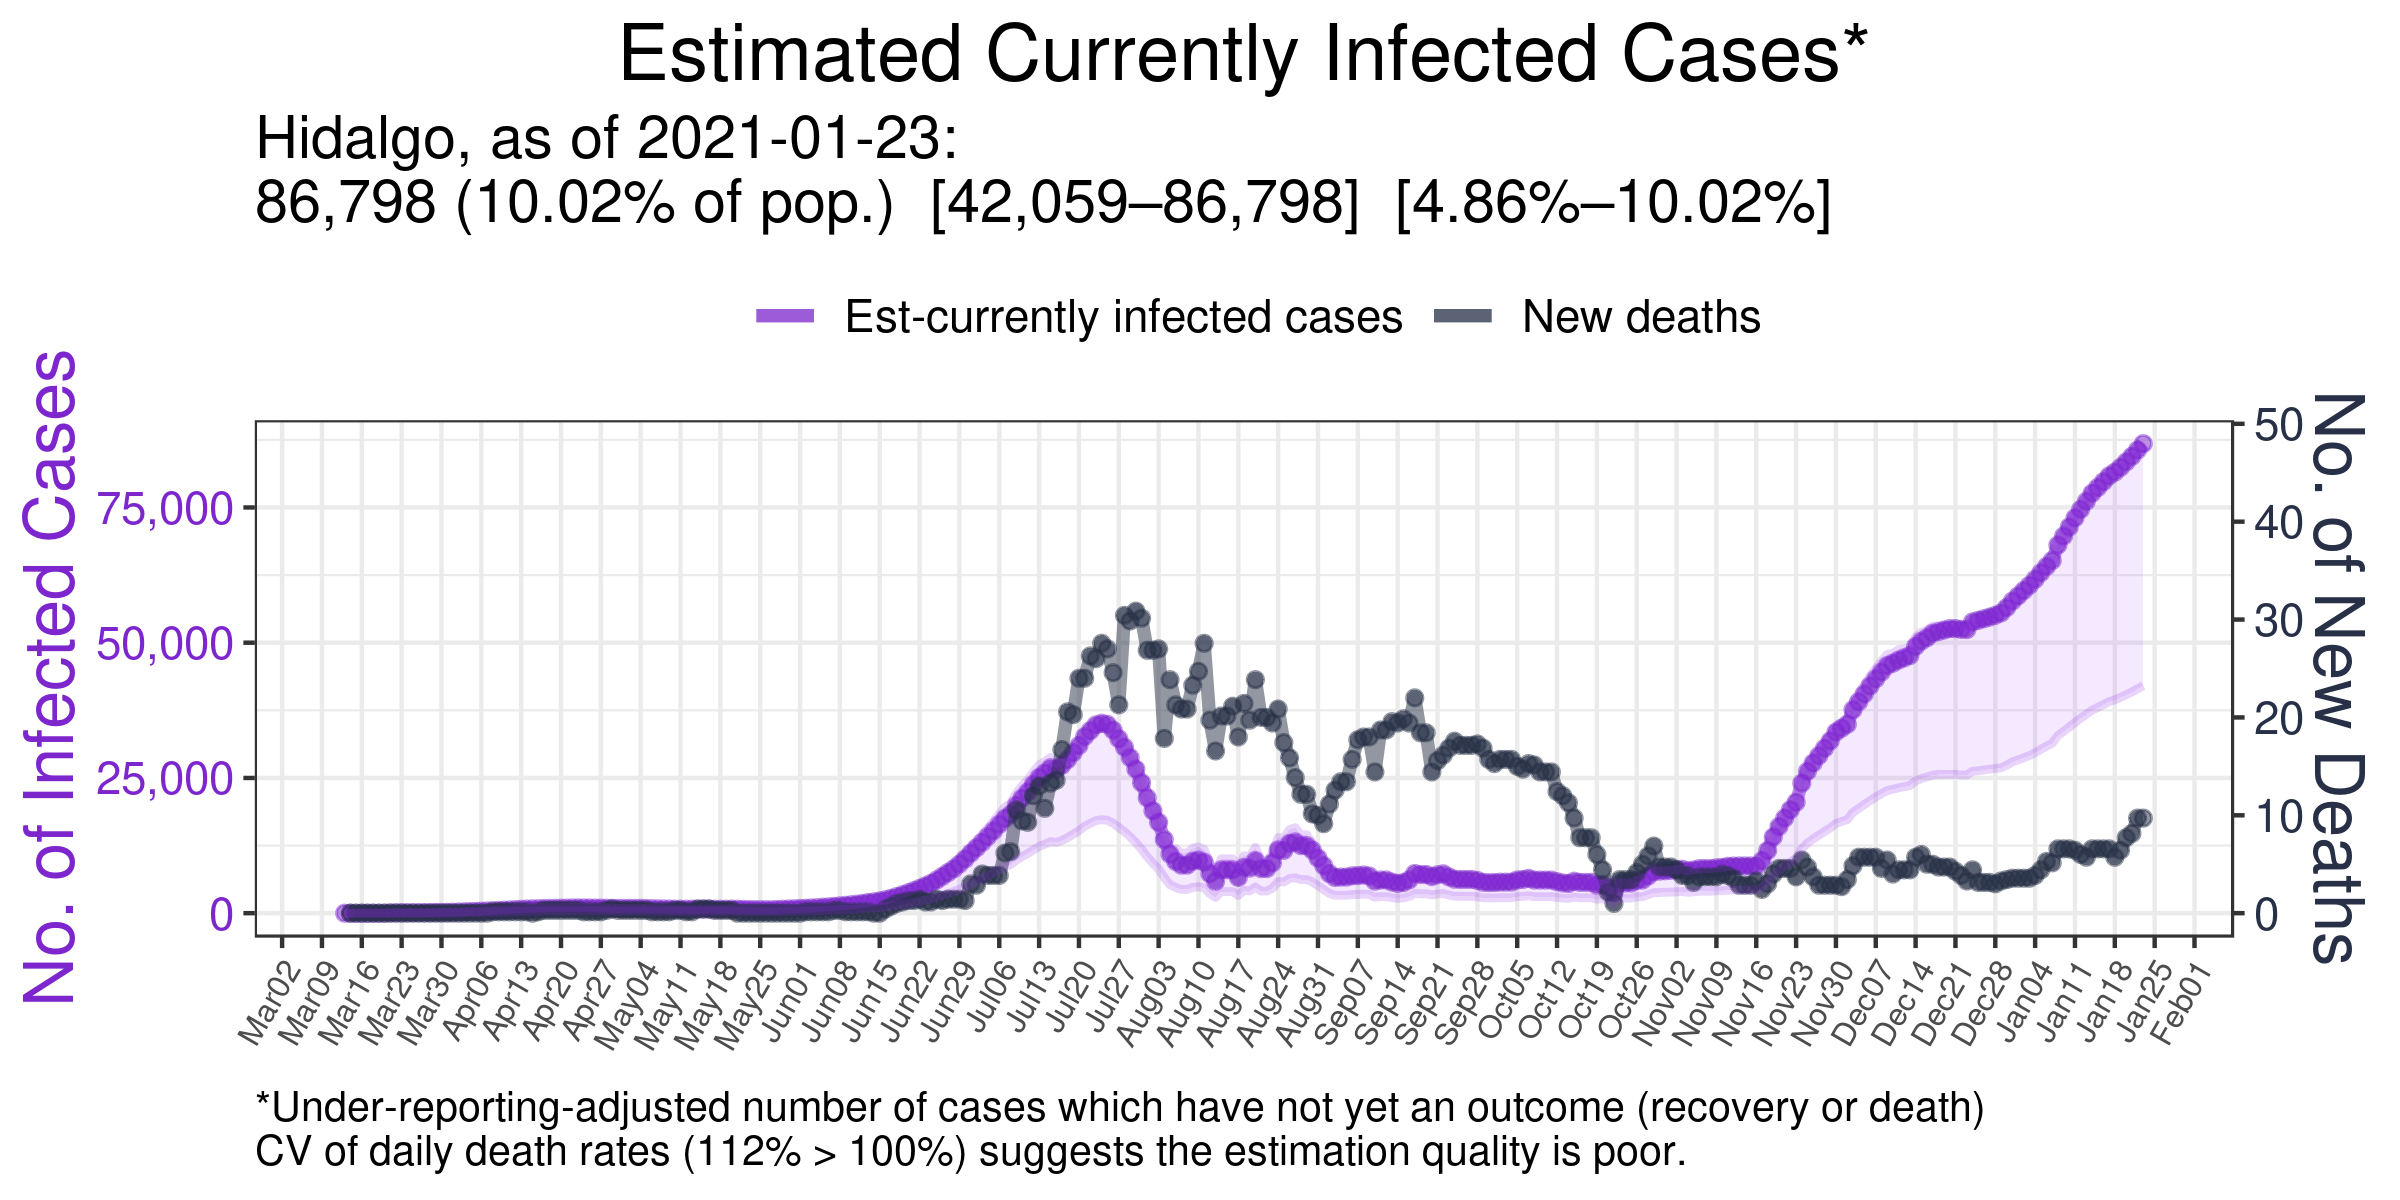 Estimated Currently Infected Cases*
Hidalgo, as of 2021-01-23:
86,798 (10.02% of pop.)  [42,059–86,798]  [4.86%–10.02%]
Est-currently infected cases
New deaths
No. of Infected Cases
75,000
50,000
25,000
0
50
40
30
20
10
0
No. of New Deaths
Mar02
Mar09
Mar16
Mar23
Mar30
Apr06
Apr13
Apr20
Apr27
May04
May11
May18
May25
Jun01
Jun08
Jun15
Jun22
Jun29
Jul06
Jul13
Jul20
Jul27
Aug03
Aug10
Aug17
Aug24
Aug31
Sep07
Sep14
Sep21
Sep28
Oct05
Oct12
Oct19
Oct26
Nov02
Nov09
Nov16
Nov23
Nov30
Dec07
Dec14
Dec21
Dec28
Jan04
Jan11
Jan18
Jan25
Feb01
*Under-reporting-adjusted number of cases which have not yet an outcome (recovery or death)
CV of daily death rates (112% > 100%) suggests the estimation quality is poor.